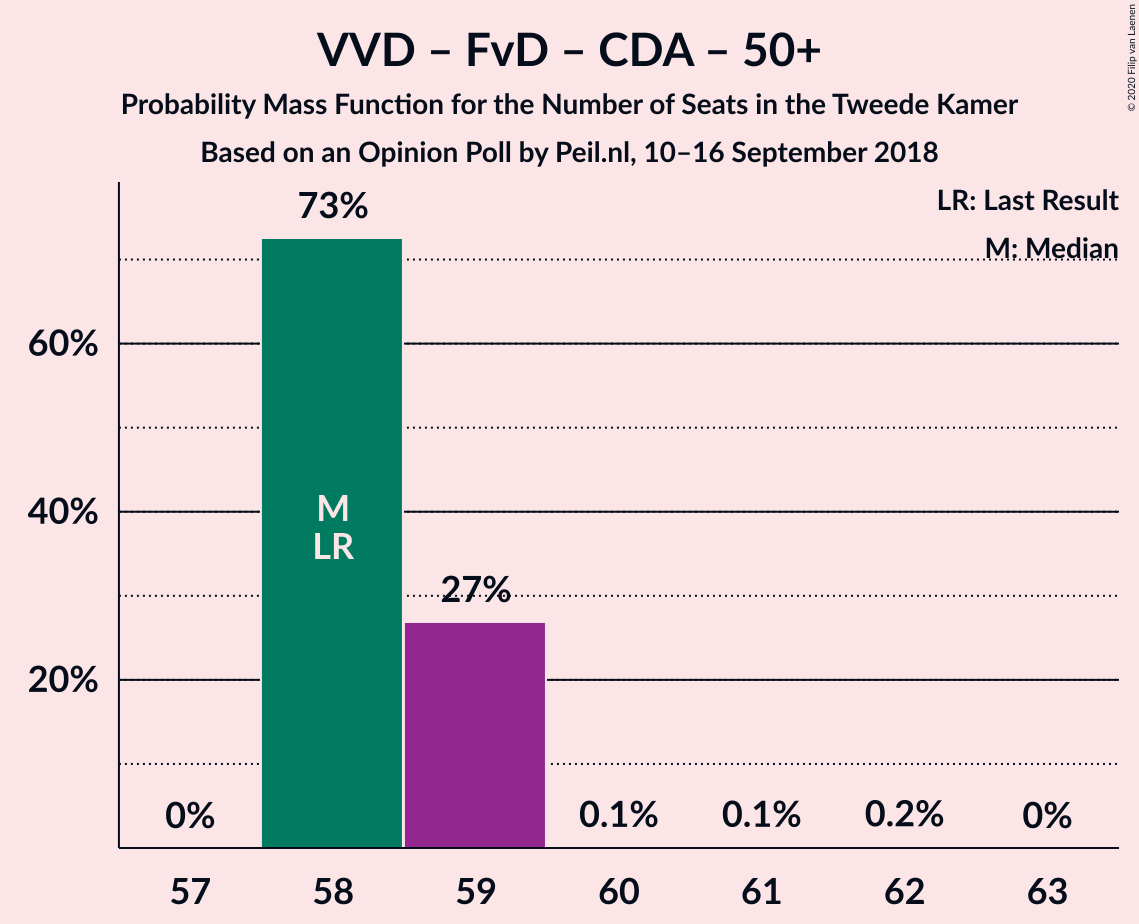 VVD – FvD – CDA – 50+
Probability Mass Function for the Number of Seats in the Tweede Kamer
Based on an Opinion Poll by Peil.nl, 10–16 September 2018
© 2020 Filip van Laenen
LR: Last Result
M: Median
73%
60%
40%
M
LR
27%
20%
0%
0.1%
0.1%
0.2%
0%
57
58
59
60
61
62
63